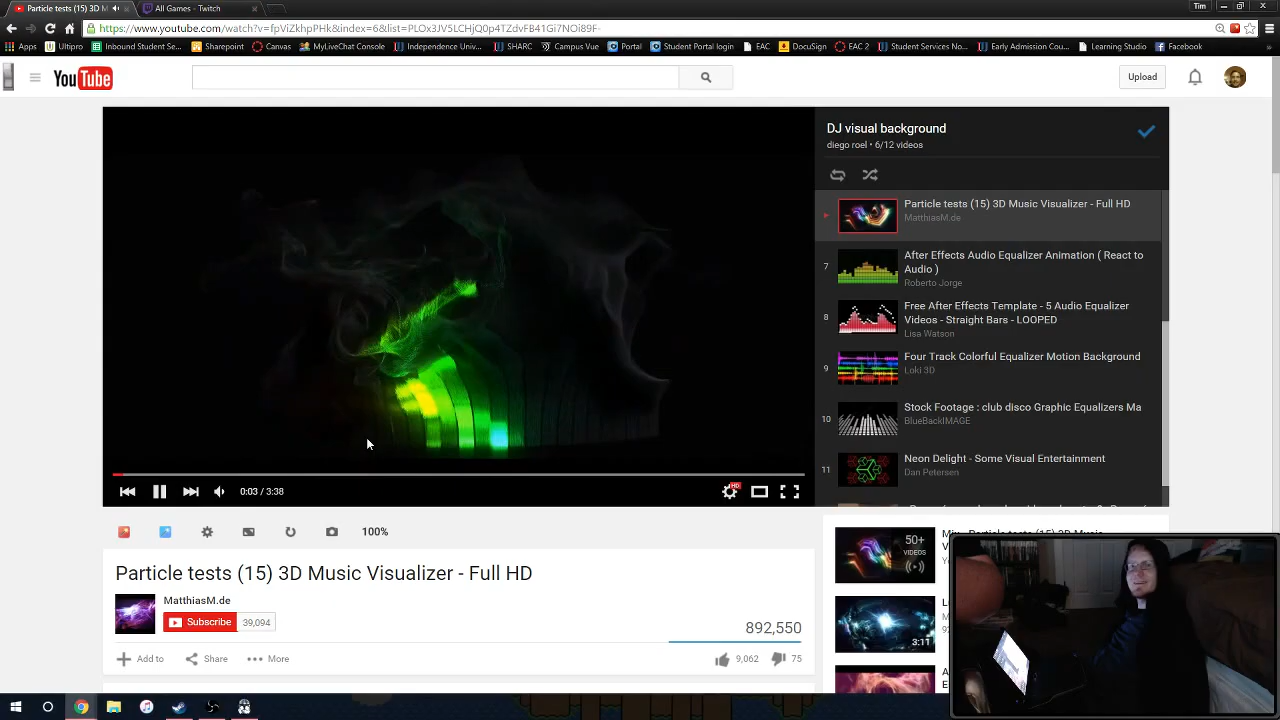 Particle tests (15) 3D M
All Games - Twitch
Tim
https://www.youtube.com/watch?v=fpViZkhpPHk&index=6&list=PLOx3JV5LCHjQ0p4TZdvFB41Gi7NOi89F-
Apps
Ultipro
Inbound Student Se...
Sharepoint
Canvas
MyLiveChat Console
Independence Univ...
SHARC
Campus Vue
Portal
Student Portal login
EAC
DocuSign
EAC 2
Student Services No...
Early Admission Cou...
Learning Studio
Facebook
YouTube
Upload
DJ visual background
diego roel • 6/12 videos
Particle tests (15) 3D Music Visualizer - Full HD
MatthiasM.de
7
After Effects Audio Equalizer Animation ( React to
Audio )
Roberto Jorge
8
Free After Effects Template - 5 Audio Equalizer
Videos - Straight Bars - LOOPED
Lisa Watson
9
Four Track Colorful Equalizer Motion Background
Loki 3D
10
Stock Footage : club disco Graphic Equalizers Ma
BlueBackIMAGE
11
Neon Delight - Some Visual Entertainment
Dan Petersen
0:03 / 3:38
HD
100%
50+
VIDEOS
Particle tests (15) 3D Music Visualizer - Full HD
MatthiasM.de
Subscribe
39,094
892,550
3:11
Add to
Share
More
9,062
75